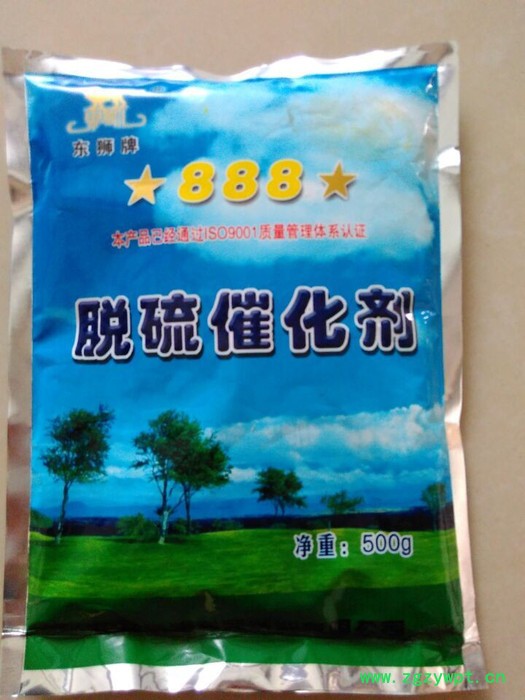 东狮牌
★888★
本产品已经通过ISO9001质量管理体系认证
脱硫催化剂
净重：500g
www.zgzywpt.cn